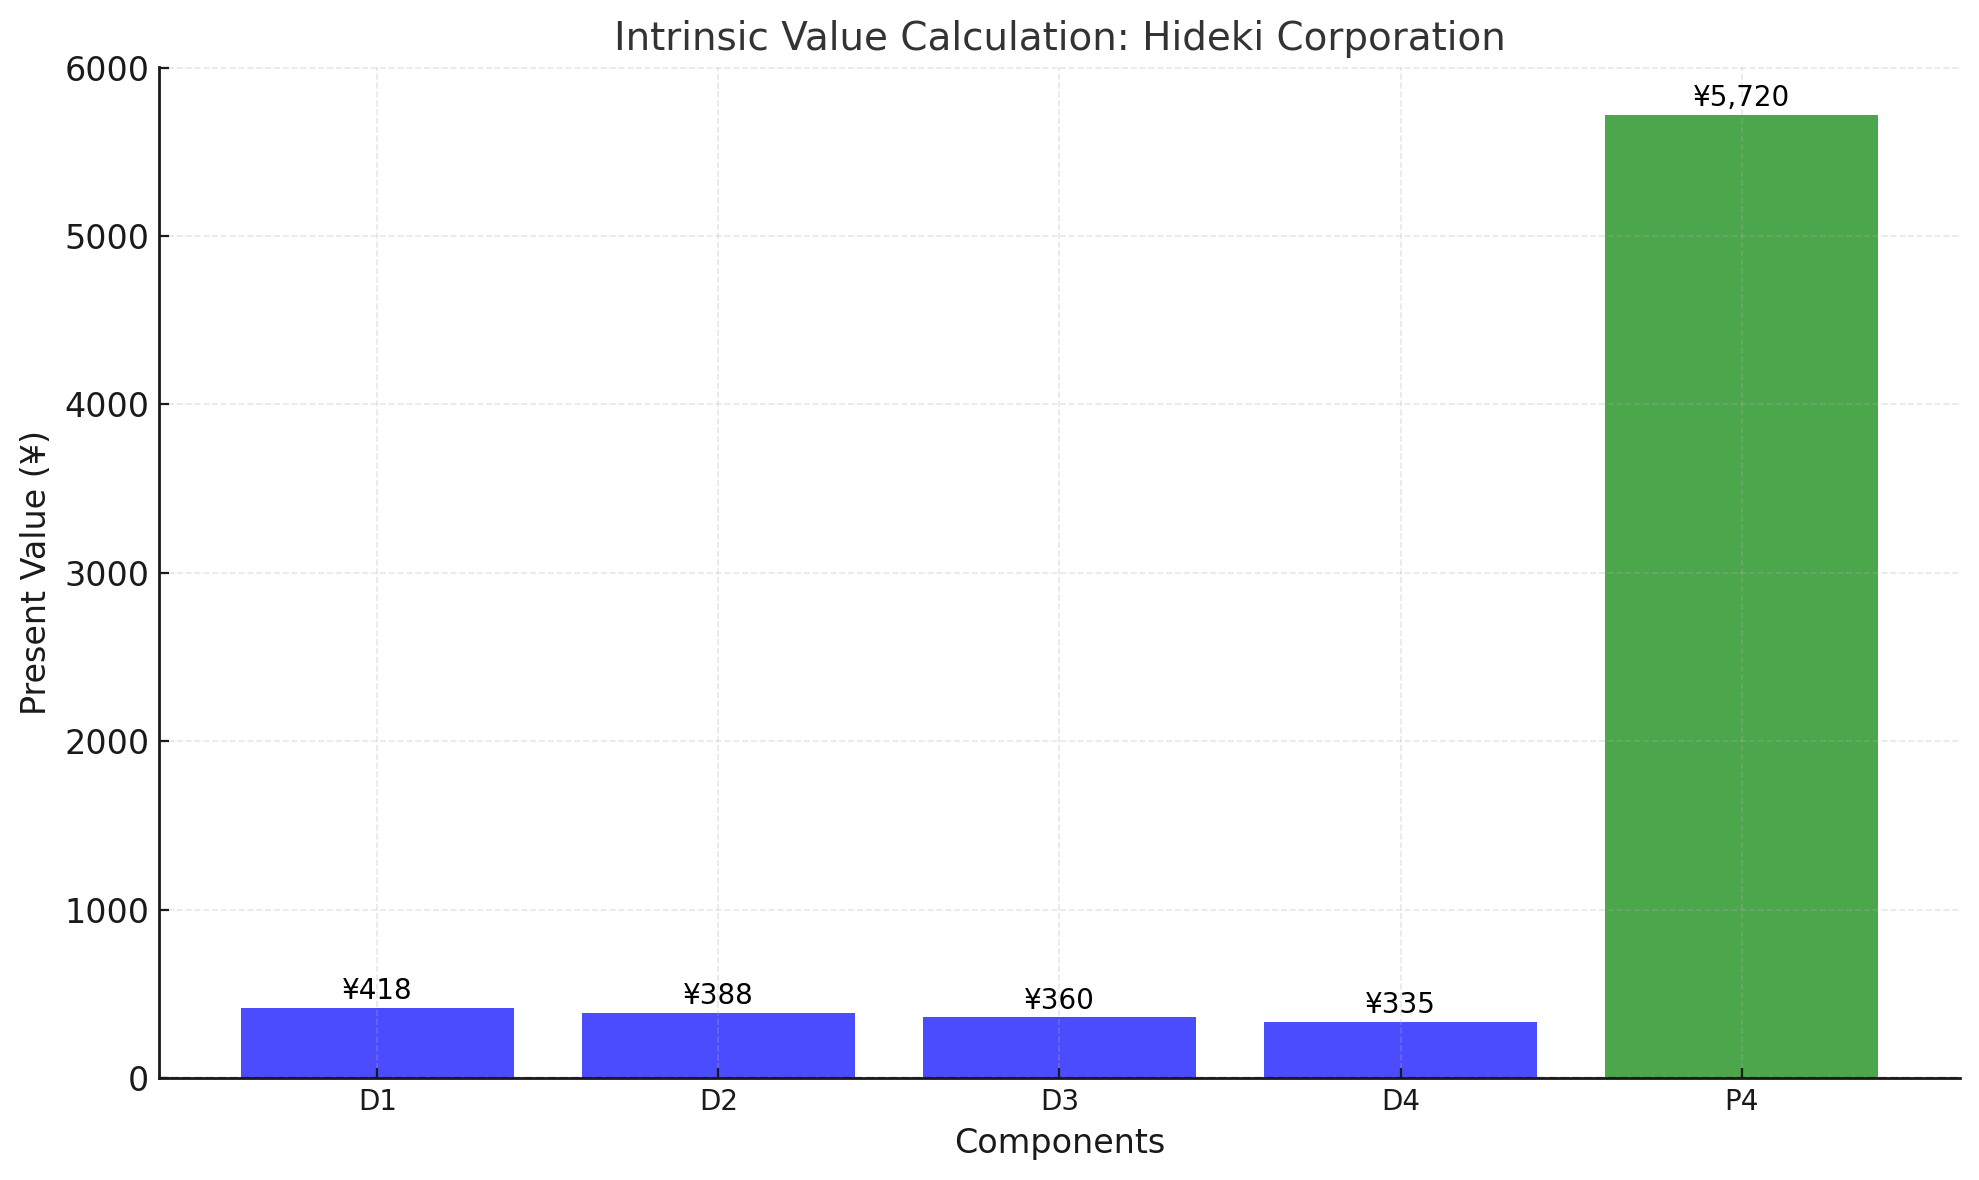 Intrinsic Value Calculation: Hideki Corporation
Present Value (¥)
6000
5000
4000
3000
2000
1000
0
¥418
¥388
¥360
¥335
¥5,720
D1
D2
D3
D4
P4
Components